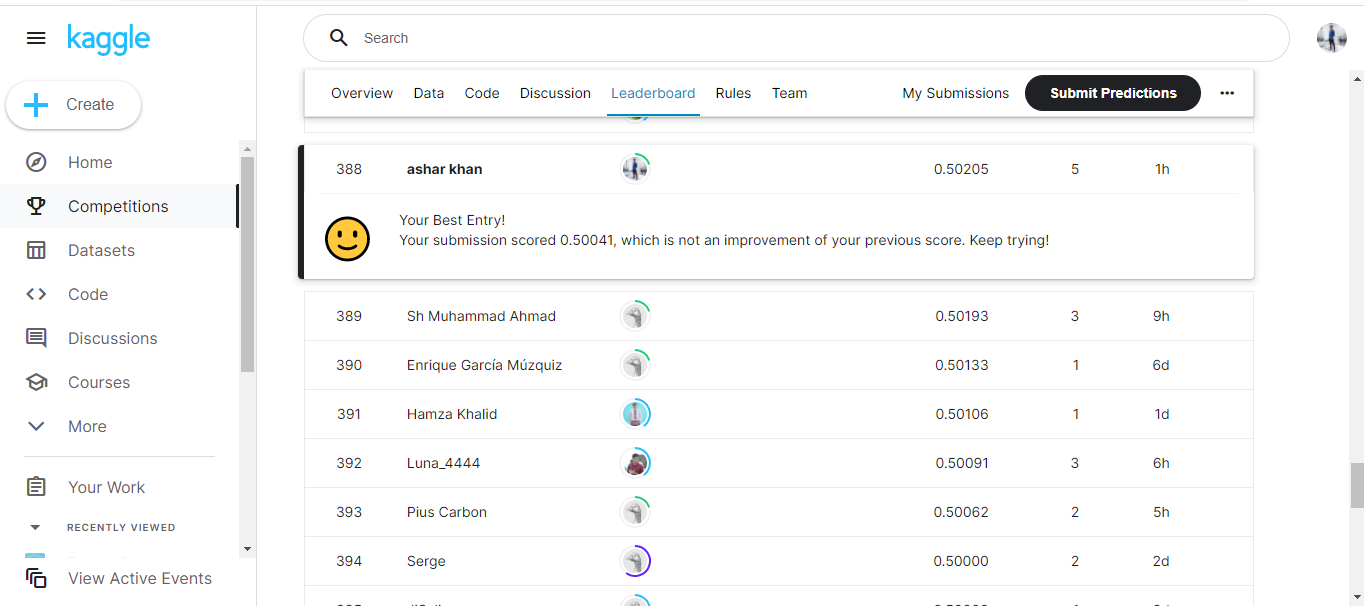 kaggle
Search
Create
Home
Competitions
Datasets
Code
Discussions
Courses
More
Your Work
RECENTLY VIEWED
View Active Events
Overview Data Code Discussion Leaderboard Rules Team My Submissions Submit Predictions
388 ashar khan 0.50205 5 1h
Your Best Entry!
Your submission scored 0.50041, which is not an improvement of your previous score. Keep trying!
389 Sh Muhammad Ahmad 0.50193 3 9h
390 Enrique García Múzquiz 0.50133 1 6d
391 Hamza Khalid 0.50106 1 1d
392 Luna_4444 0.50091 3 6h
393 Pius Carbon 0.50062 2 5h
394 Serge 0.50000 2 2d